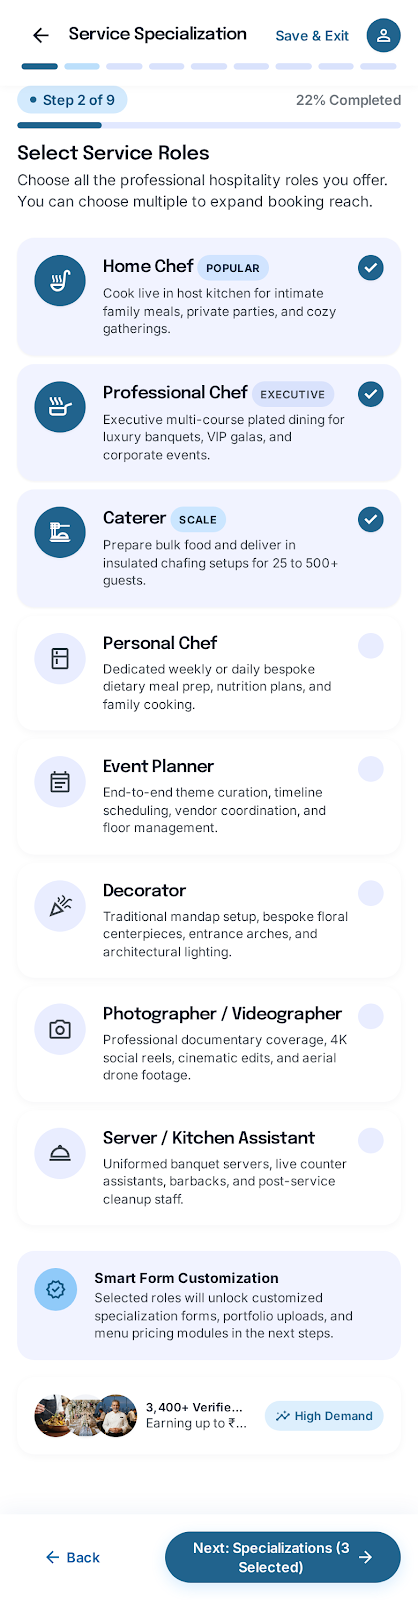 Service Specialization
Save & Exit
Step 2 of 9
22% Completed
Select Service Roles
Choose all the professional hospitality roles you offer.
You can choose multiple to expand booking reach.
Home Chef POPULAR
Cook live in host kitchen for intimate
family meals, private parties, and cozy
gatherings.
Professional Chef EXECUTIVE
Executive multi-course plated dining for
luxury banquets, VIP galas, and
corporate events.
Caterer SCALE
Prepare bulk food and deliver in
insulated chafing setups for 25 to 500+
guests.
Personal Chef
Dedicated weekly or daily bespoke
dietary meal prep, nutrition plans, and
family cooking.
Event Planner
End-to-end theme curation, timeline
scheduling, vendor coordination, and
floor management.
Decorator
Traditional mandap setup, bespoke floral
centerpieces, entrance arches, and
architectural lighting.
Photographer / Videographer
Professional documentary coverage, 4K
social reels, cinematic edits, and aerial
drone footage.
Server / Kitchen Assistant
Uniformed banquet servers, live counter
assistants, barbacks, and post-service
cleanup staff.
Smart Form Customization
Selected roles will unlock customized
specialization forms, portfolio uploads, and
menu pricing modules in the next steps.
3,400+ Verifie...
Earning up to ₹...
High Demand
Back
Next: Specializations (3
Selected)